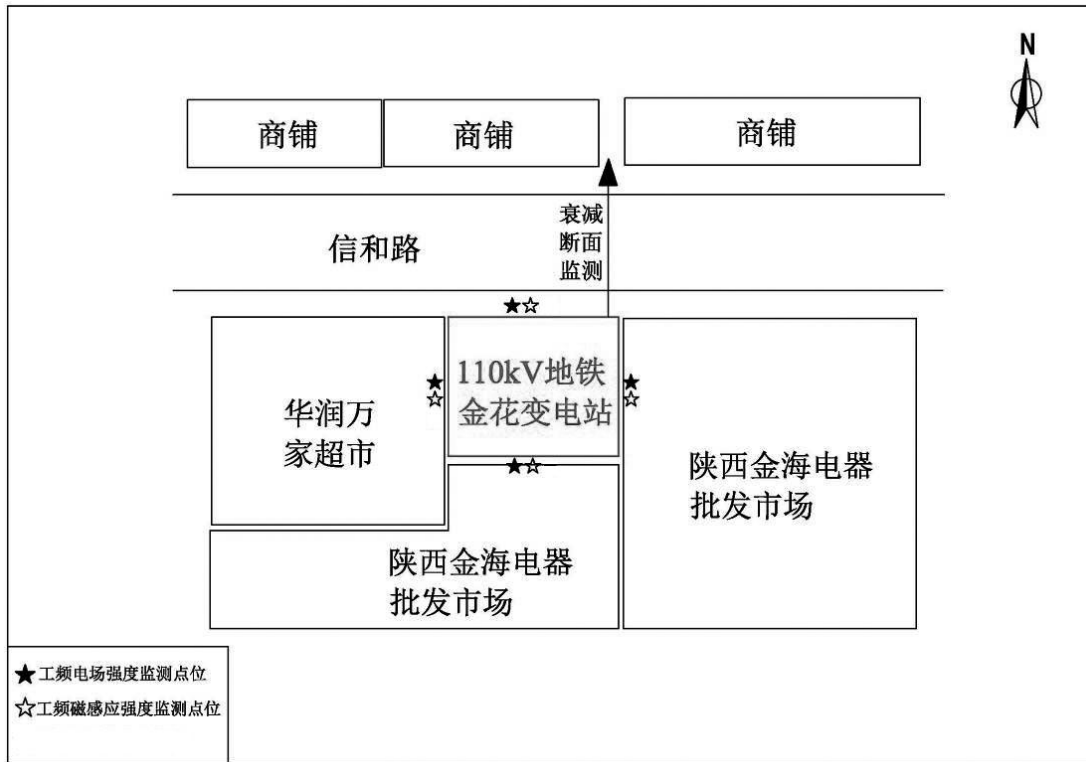 N
商铺
商铺
商铺
衰减
断面
监测
信和路
110kV地铁
金花变电站
华润万
家超市
陕西金海电器
批发市场
陕西金海电器
批发市场
★工频电场强度监测点位
☆工频磁感应强度监测点位